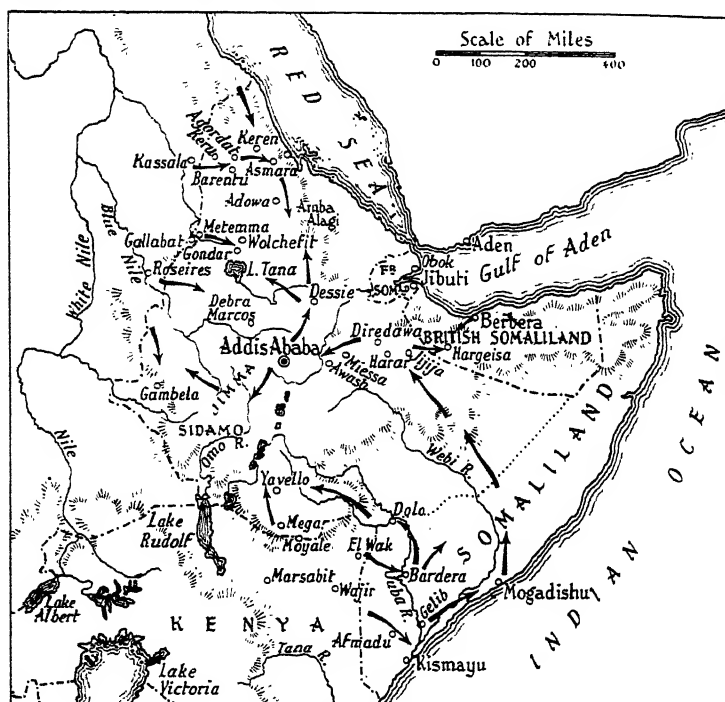 Scale of Miles
0 100 200 400
RED SEA
Agordat
Keru
Keren
Kassala
Barentu
Asmara
Adowa
Amba
Alagi
Blue Nile
White Nile
Metemma
Gallabat
Wolchefit
Gondar
Roseires
L. Tana
Aden
Obok
Jibuti
Gulf of Aden
FR.
SOM.
Dessie
Debra
Marcos
Diredawa
Berbera
BRITISH SOMALILAND
Addis Ababa
Harar
Jijja
Hargeisa
Miessa
Awash
Gambela
JIMMA
SIDAMO
Omo R.
Nile
Webi R.
SOMALILAND
INDIAN OCEAN
Yavello
Dolo
Lake
Rudolf
Mega
Moyale
El Wak
Bardera
Marsabit
Wajir
Juba R.
Gelib
Mogadishu
Lake
Albert
KENYA
Afmadu
Tana R.
Kismayu
Lake
Victoria